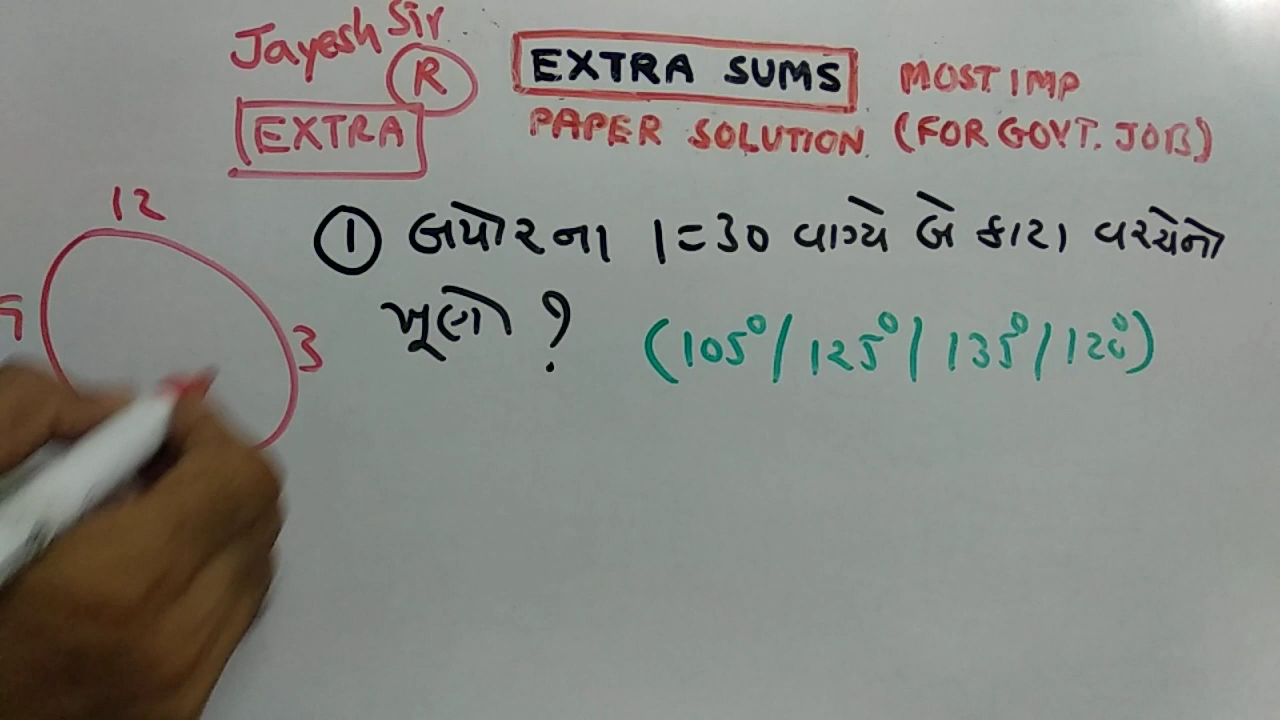 Jayesh Sir
R
EXTRA
EXTRA SUMS MOST IMP
PAPER SOLUTION (FOR GOVT. JOB)
12
9
3
① બપોરના 1=30 વાગ્યે બે કાટા વચ્ચેનો
ખૂણો ?
(105°/125°/135°/120°)